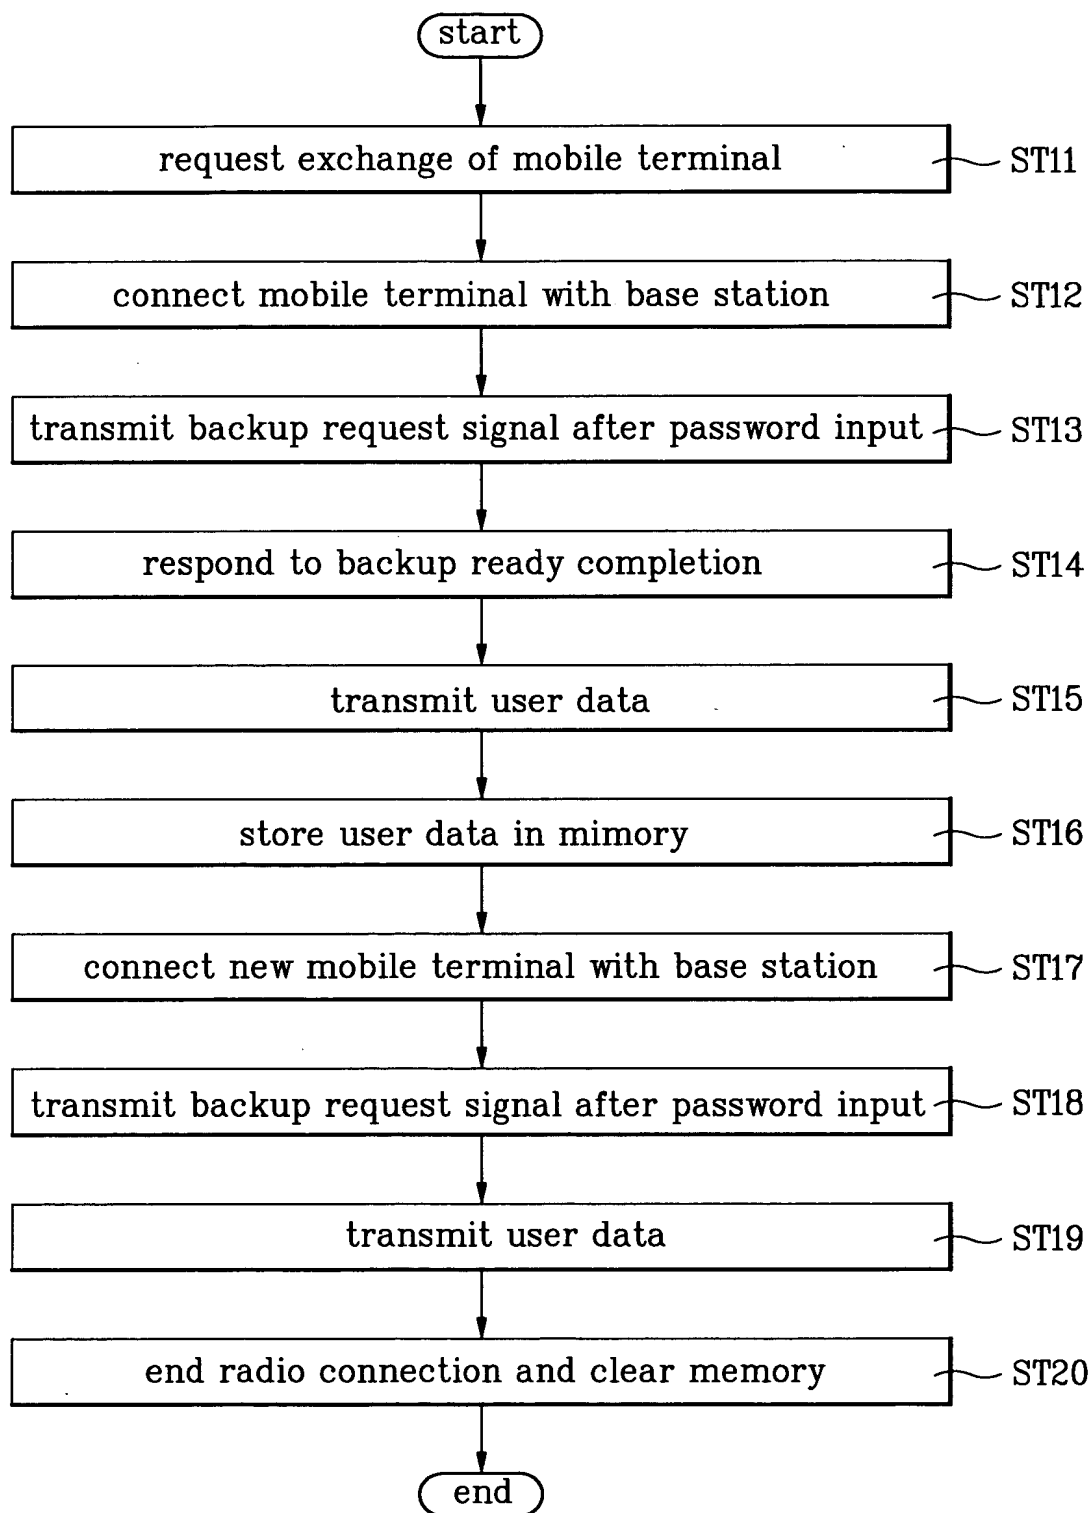 start
request exchange of mobile terminal ST11
connect mobile terminal with base station ST12
transmit backup request signal after password input ST13
respond to backup ready completion ST14
transmit user data ST15
store user data in mimory ST16
connect new mobile terminal with base station ST17
transmit backup request signal after password input ST18
transmit user data ST19
end radio connection and clear memory ST20
end